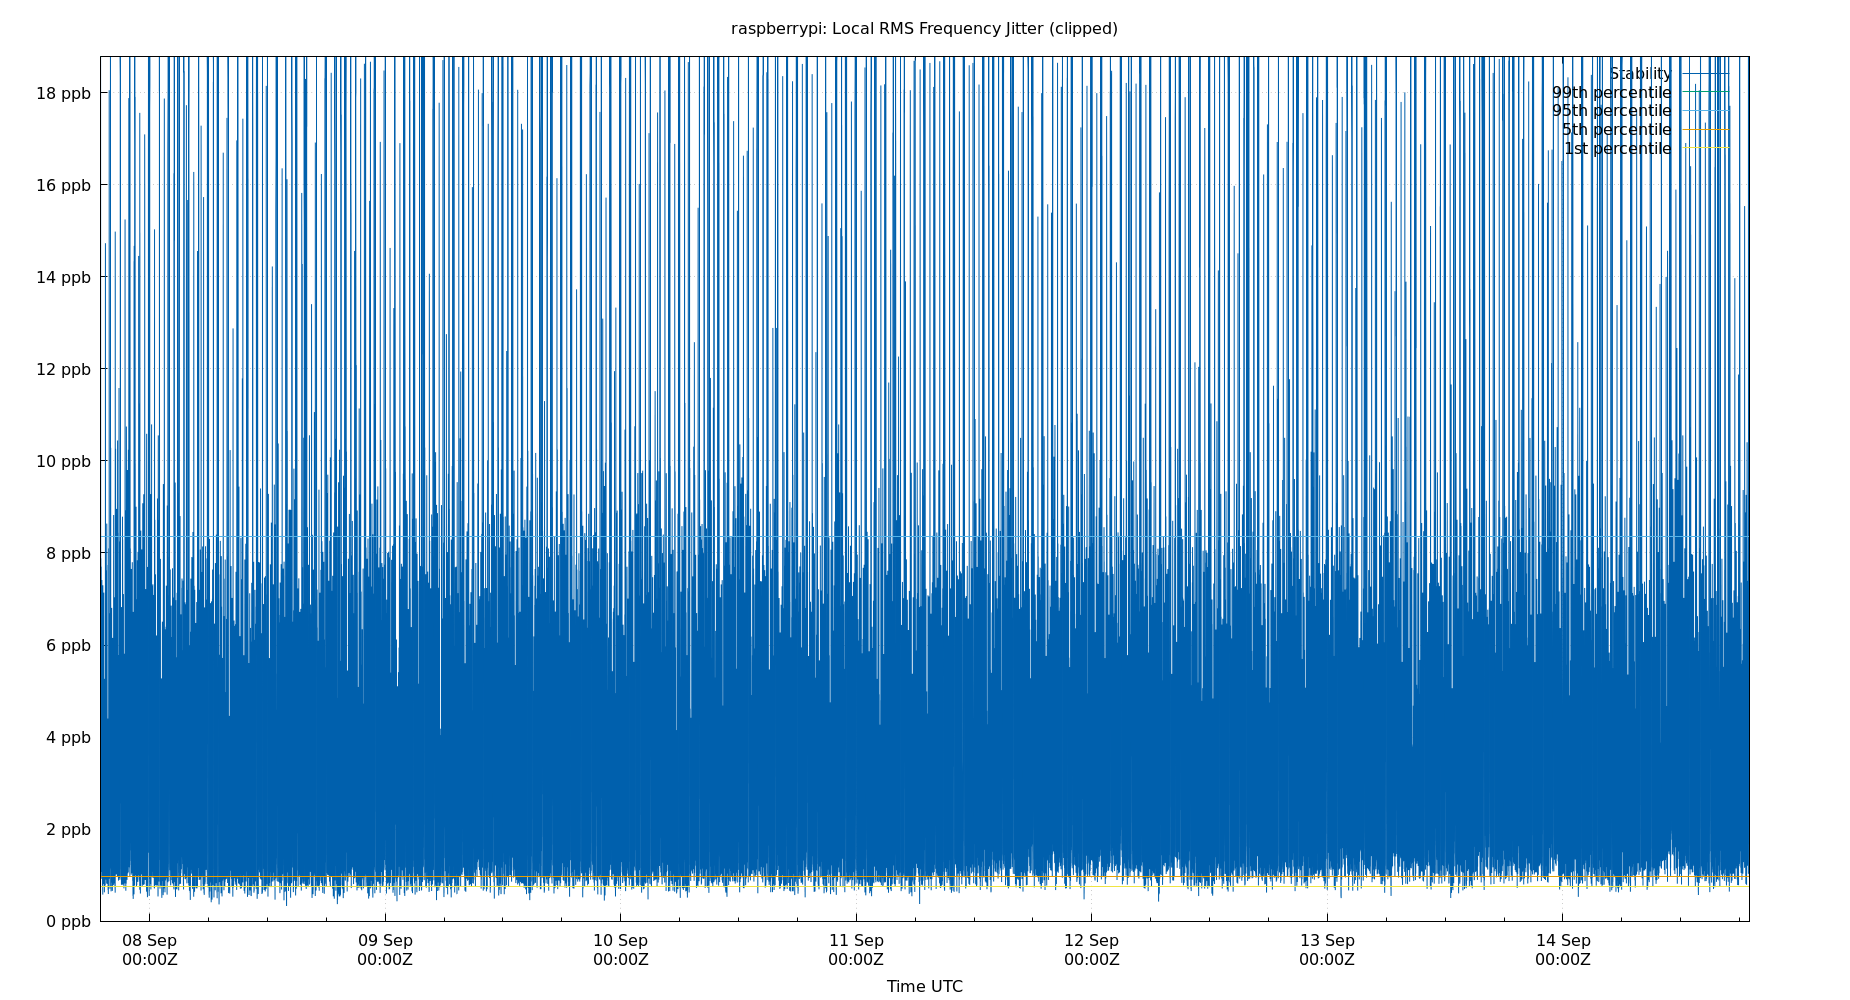 raspberrypi: Local RMS Frequency Jitter (clipped)
Stability
99th percentile
95th percentile
5th percentile
1st percentile
18 ppb
16 ppb
14 ppb
12 ppb
10 ppb
8 ppb
6 ppb
4 ppb
2 ppb
0 ppb
08 Sep 09 Sep 10 Sep 11 Sep 12 Sep 13 Sep 14 Sep
00:00Z 00:00Z 00:00Z 00:00Z 00:00Z 00:00Z 00:00Z
Time UTC